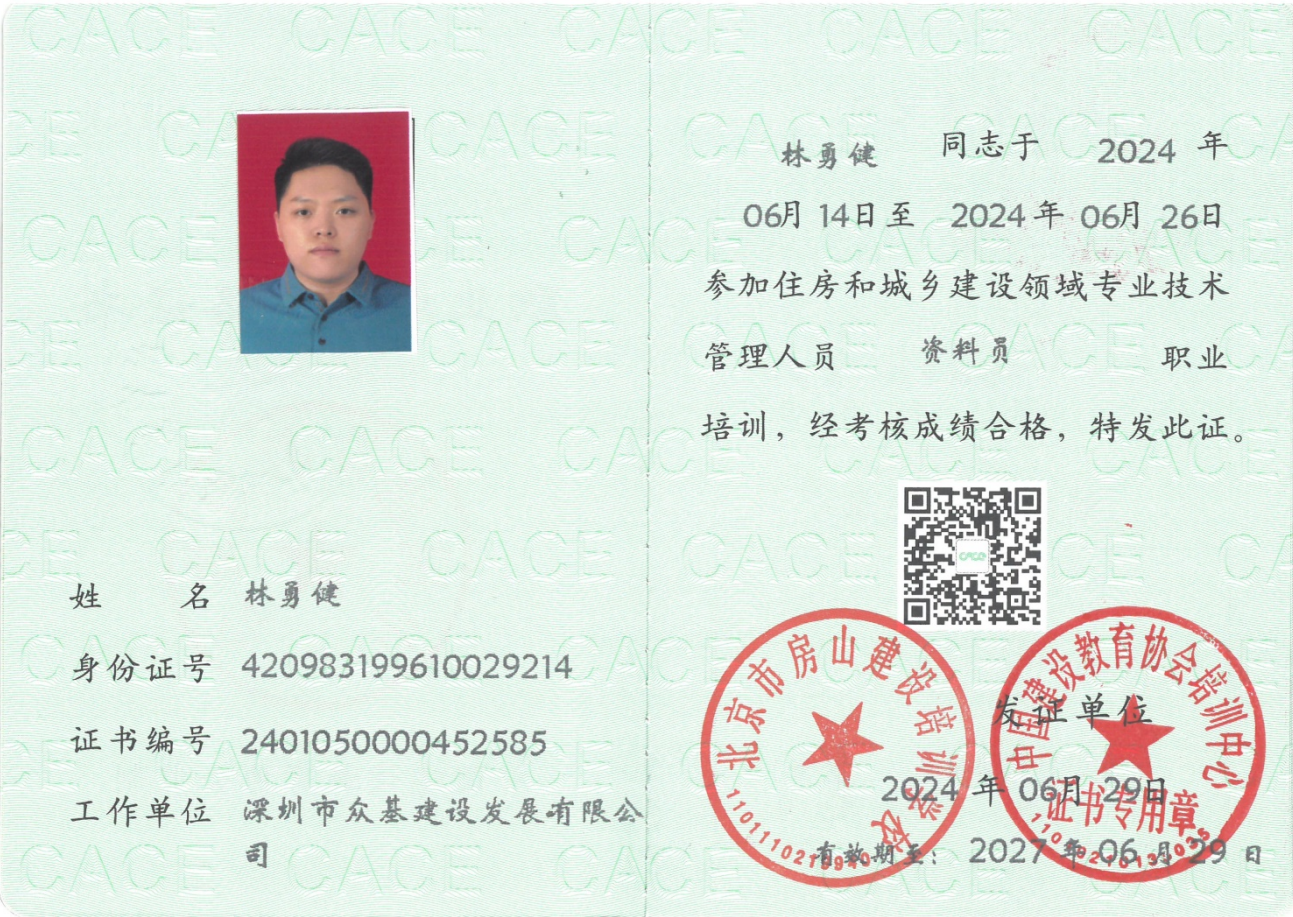 林勇健 同志于 2024 年
06月 14日至 2024年 06月 26日
参加住房和城乡建设领域专业技术
管理人员 资料员 职业
培训，经考核成绩合格，特发此证。
姓 名 林勇健
身份证号 420983199610029214
证书编号 2401050000452585
工作单位 深圳市众基建设发展有限公
司
CACE
北京市房山建设培训学校
中国建设教育协会培训中心
证书专用章
发证单位
2024 年 06月 29日
有效期至： 2027 年 06 月 29 日